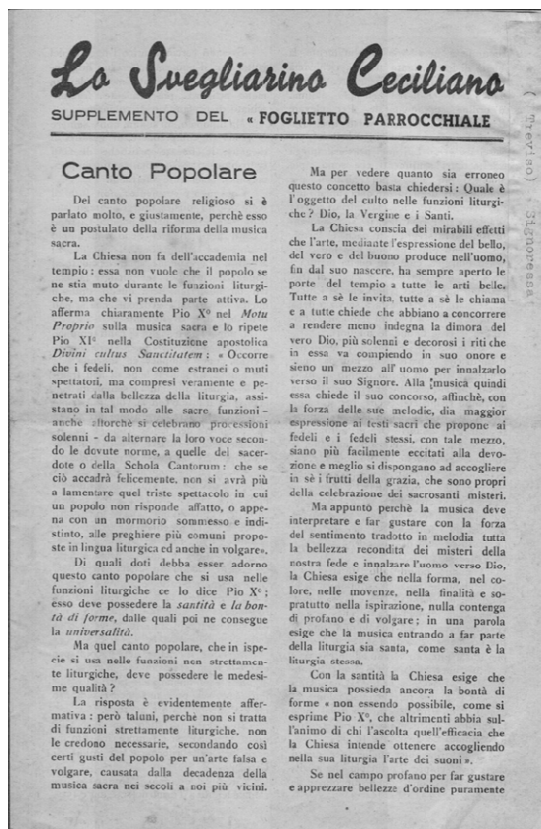 Lo Svegliarino Ceciliano
SUPPLEMENTO DEL « FOGLIETTO PARROCCHIALE
(Treviso) Signoressa
Canto Popolare
Del canto popolare religioso si è
parlato molto, e giustamente, perchè esso
è un postulato della riforma della musica
sacra.
La Chiesa non fa dell'accademia nel
tempio : essa non vuole che il popolo se
ne stia muto durante le funzioni liturgi-
che, ma che vi prenda parte attiva. Lo
afferma chiaramente Pio Xº nel Motu
Proprio sulla musica sacra e lo ripete
Pio XIº nella Costituzione apostolica
Divini cultus Sanctitatem : « Occorre
che i fedeli, non come estranei o muti
spettatori, ma compresi veramente e pe-
netrati dalla bellezza della liturgia, assi-
stano in tal modo alle sacre funzioni -
anche allorchè si celebrano processioni
solenni - da alternare la loro voce secon-
do le dovute norme, a quelle del sacer-
dote o della Schola Cantorum : che se
ciò accadrà felicemente, non si avrà più
a lamentare quel triste spettacolo in cui
un popolo non risponde affatto, o appe-
na con un mormorio sommesso e indi-
stinto, alle preghiere più comuni propo-
ste in lingua liturgica ed anche in volgare».
Di quali doti debba esser adorno
questo canto popolare che si usa nelle
funzioni liturgiche ce lo dice Pio Xº ;
esso deve possedere la santità e la bon-
tà di forme, dalle quali poi ne consegue
la universalità.
Ma quel canto popolare, che in ispe-
cie si usa nelle funzioni non strettamen-
te liturgiche, deve possedere le medesi-
me qualità ?
La risposta è evidentemente affer-
mativa : però taluni, perchè non si tratta
di funzioni strettamente liturgiche, non
le credono necessarie, secondando così
certi gusti del popolo per un'arte falsa e
volgare, causata dalla decadenza della
musica sacra nei secoli a noi più vicini.
Ma per vedere quanto sia erroneo
questo concetto basta chiedersi : Quale è
l'oggetto del culto nelle funzioni liturgi-
che ? Dio, la Vergine e i Santi.
La Chiesa conscia dei mirabili effetti
che l'arte, mediante l'espressione del bello,
del vero e del buono produce nell'uomo,
fin dal suo nascere, ha sempre aperto le
porte del tempio a tutte le arti belle.
Tutte a sè le invita, tutte a sè le chiama
e a tutte chiede che abbiano a concorrere
a rendere meno indegna la dimora del
vero Dio, più solenni e decorosi i riti che
in essa va compiendo in suo onore e
sieno un mezzo all'uomo per innalzarlo
verso il suo Signore. Alla musica quindi
essa chiede il suo concorso, affinchè, con
la forza delle sue melodie, dia maggior
espressione ai testi sacri che propone ai
fedeli e i fedeli stessi, con tale mezzo,
siano più facilmente eccitati alla devo-
zione e meglio si dispongano ad accogliere
in sè i frutti della grazia, che sono propri
della celebrazione dei sacrosanti misteri.
Ma appunto perchè la musica deve
interpretare e far gustare con la forza
del sentimento tradotto in melodia tutta
la bellezza recondita dei misteri della
nostra fede e innalzare l'uomo verso Dio,
la Chiesa esige che nella forma, nel co-
lore, nelle movenze, nella finalità e so-
pratutto nella ispirazione, nulla contenga
di profano e di volgare ; in una parola
esige che la musica entrando a far parte
della liturgia sia santa, come santa è la
liturgia stessa.
Con la santità la Chiesa esige che
la musica possieda ancora la bontà di
forme « non essendo possibile, come si
esprime Pio Xº, che altrimenti abbia sul-
l'animo di chi l'ascolta quell'efficacia che
la Chiesa intende ottenere accogliendo
nella sua liturgia l'arte dei suoni ».
Se nel campo profano per far gustare
e apprezzare bellezze d'ordine puramente